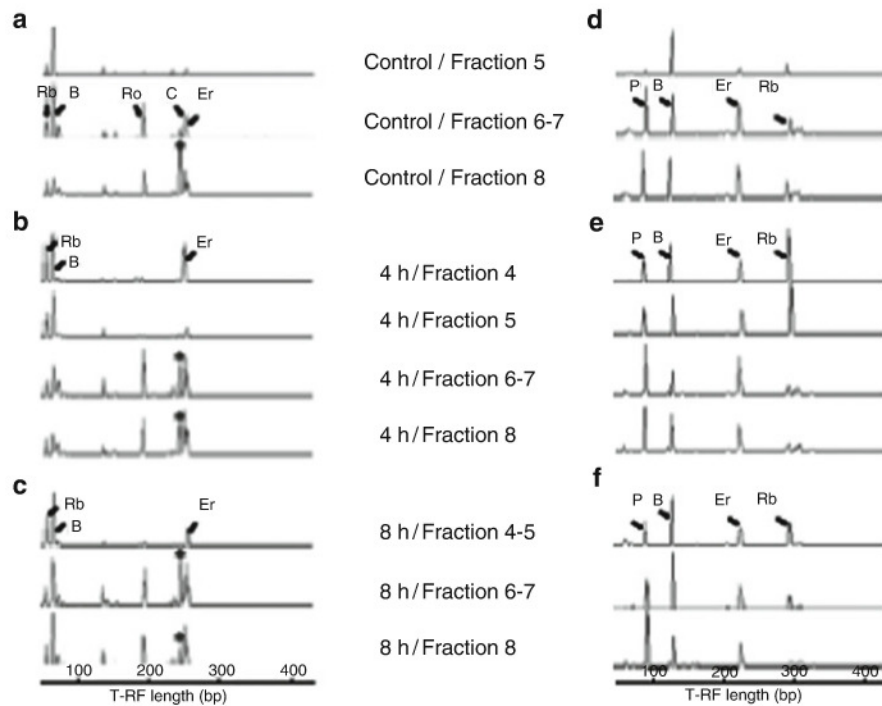 a
d
Control / Fraction 5
Rb B Ro C Er
P B Er Rb
Control / Fraction 6-7
Control / Fraction 8
b
e
Rb Er
B
P B Er Rb
4 h/Fraction 4
4 h/Fraction 5
4 h/Fraction 6-7
4 h/Fraction 8
c
f
Rb Er
B
P B Er Rb
8 h/Fraction 4-5
8 h/Fraction 6-7
8 h/Fraction 8
100 200 300 400
100 200 300 400
T-RF length (bp)
T-RF length (bp)